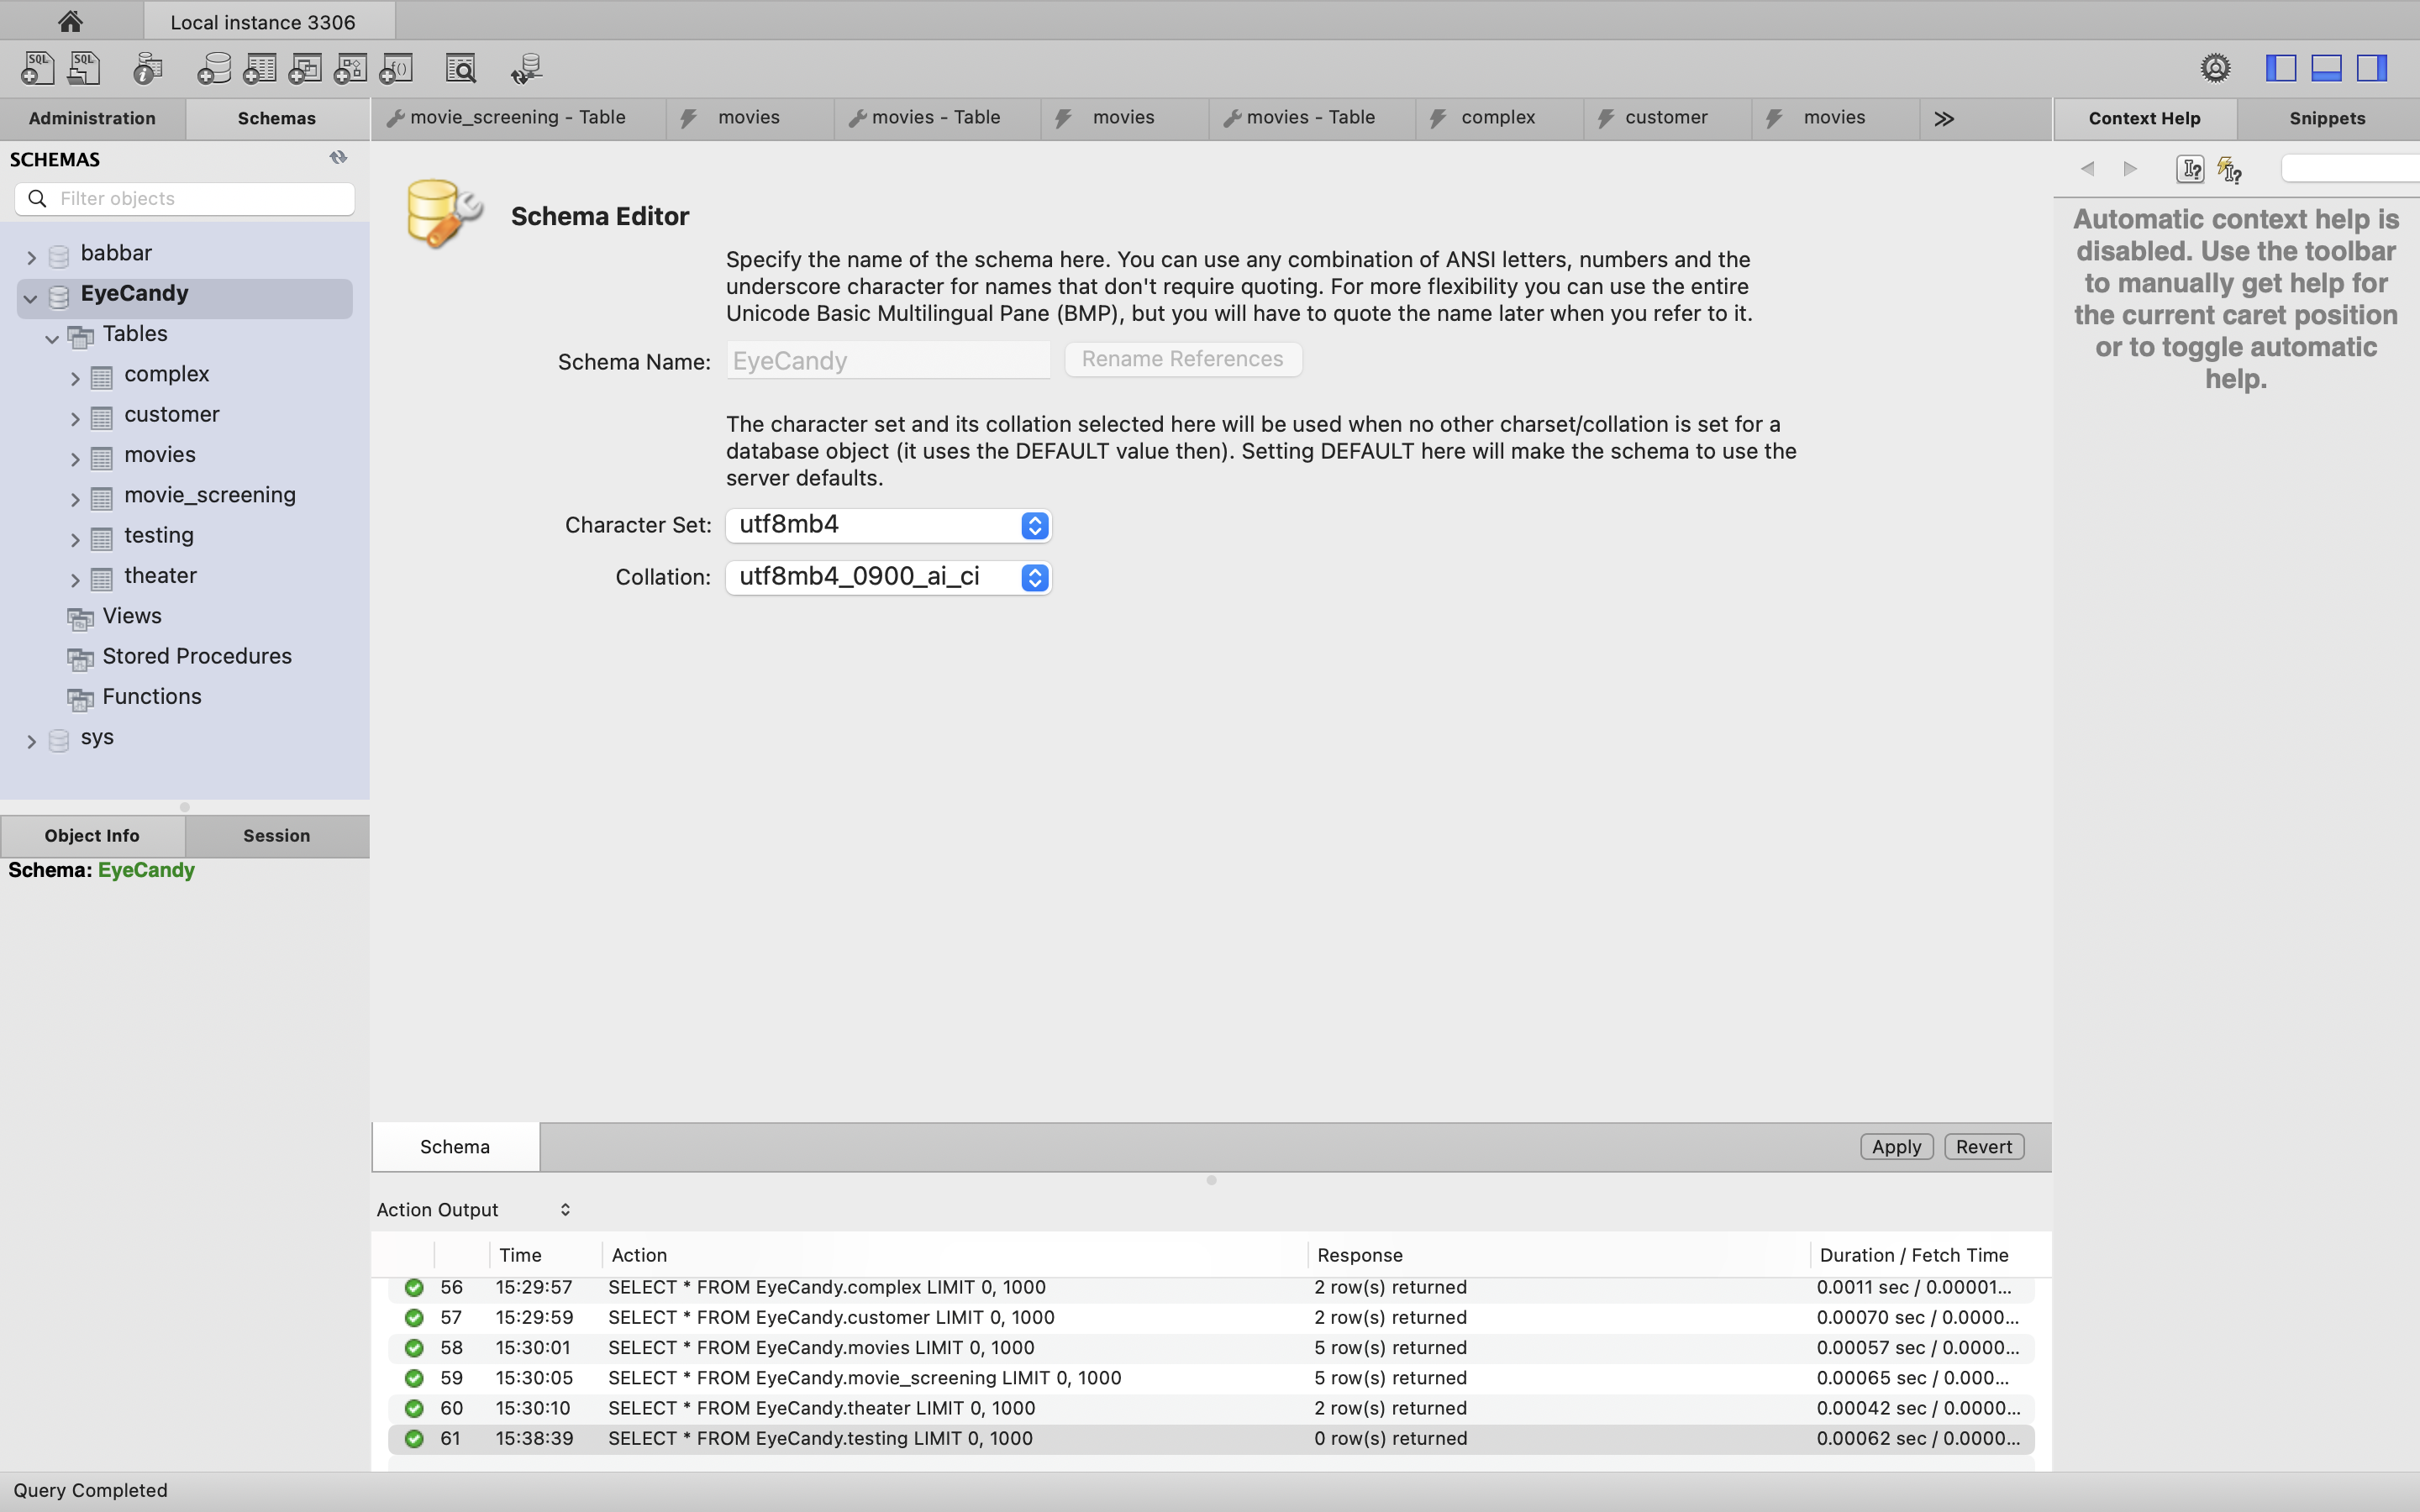 Local instance 3306
Administration
Schemas
movie_screening - Table
movies
movies - Table
movies
movies - Table
complex
customer
movies
Context Help
Snippets
SCHEMAS
Filter objects
babbar
EyeCandy
Tables
complex
customer
movies
movie_screening
testing
theater
Views
Stored Procedures
Functions
sys
Object Info
Session
Schema: EyeCandy
Schema Editor
Specify the name of the schema here. You can use any combination of ANSI letters, numbers and the
underscore character for names that don't require quoting. For more flexibility you can use the entire
Unicode Basic Multilingual Pane (BMP), but you will have to quote the name later when you refer to it.
Schema Name: EyeCandy Rename References
The character set and its collation selected here will be used when no other charset/collation is set for a
database object (it uses the DEFAULT value then). Setting DEFAULT here will make the schema to use the
server defaults.
Character Set: utf8mb4
Collation: utf8mb4_0900_ai_ci
Automatic context help is
disabled. Use the toolbar
to manually get help for
the current caret position
or to toggle automatic
help.
Schema
Apply
Revert
Action Output
Time Action Response Duration / Fetch Time
56 15:29:57 SELECT * FROM EyeCandy.complex LIMIT 0, 1000 2 row(s) returned 0.0011 sec / 0.00001...
57 15:29:59 SELECT * FROM EyeCandy.customer LIMIT 0, 1000 2 row(s) returned 0.00070 sec / 0.0000...
58 15:30:01 SELECT * FROM EyeCandy.movies LIMIT 0, 1000 5 row(s) returned 0.00057 sec / 0.0000...
59 15:30:05 SELECT * FROM EyeCandy.movie_screening LIMIT 0, 1000 5 row(s) returned 0.00065 sec / 0.000...
60 15:30:10 SELECT * FROM EyeCandy.theater LIMIT 0, 1000 2 row(s) returned 0.00042 sec / 0.0000...
61 15:38:39 SELECT * FROM EyeCandy.testing LIMIT 0, 1000 0 row(s) returned 0.00062 sec / 0.0000...
Query Completed